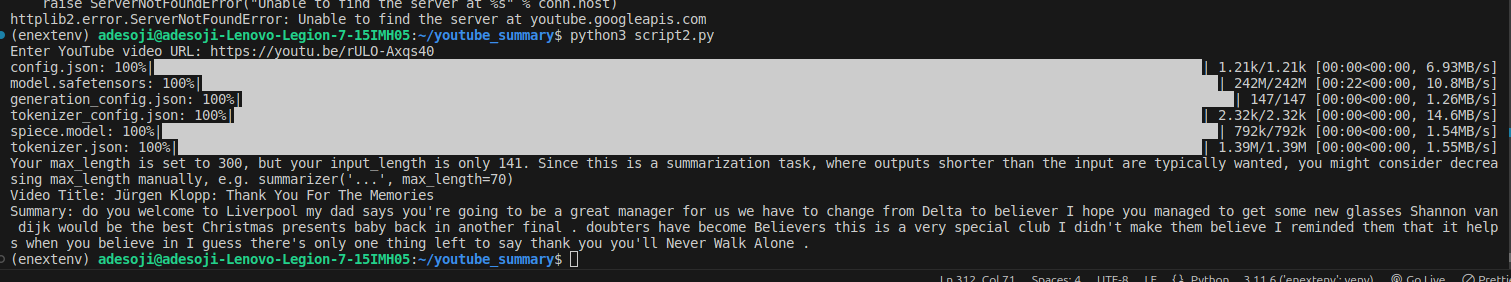 raise ServerNotFoundError("Unable to find the server at %s" % conn.host)
httplib2.error.ServerNotFoundError: Unable to find the server at youtube.googleapis.com
(enextenv) adesoji@adesoji-Lenovo-Legion-7-15IMH05:~/youtube_summary$ python3 script2.py
Enter YouTube video URL: https://youtu.be/rULO-Axqs40
config.json: 100%| | 1.21k/1.21k [00:00<00:00, 6.93MB/s]
model.safetensors: 100%| | 242M/242M [00:22<00:00, 10.8MB/s]
generation_config.json: 100%| | 147/147 [00:00<00:00, 1.26MB/s]
tokenizer_config.json: 100%| | 2.32k/2.32k [00:00<00:00, 14.6MB/s]
spiece.model: 100%| | 792k/792k [00:00<00:00, 1.54MB/s]
tokenizer.json: 100%| | 1.39M/1.39M [00:00<00:00, 1.55MB/s]
Your max_length is set to 300, but your input_length is only 141. Since this is a summarization task, where outputs shorter than the input are typically wanted, you might consider decrea
sing max_length manually, e.g. summarizer('...', max_length=70)
Video Title: Jürgen Klopp: Thank You For The Memories
Summary: do you welcome to Liverpool my dad says you're going to be a great manager for us we have to change from Delta to believer I hope you managed to get some new glasses Shannon van
dijk would be the best Christmas presents baby back in another final . doubters have become Believers this is a very special club I didn't make them believe I reminded them that it help
s when you believe in I guess there's only one thing left to say thank you you'll Never Walk Alone .
(enextenv) adesoji@adesoji-Lenovo-Legion-7-15IMH05:~/youtube_summary$
Ln 312, Col 71 Spaces: 4 UTF-8 LF {} Python 3.11.6 ('enextenv': venv) Go Live Pretti